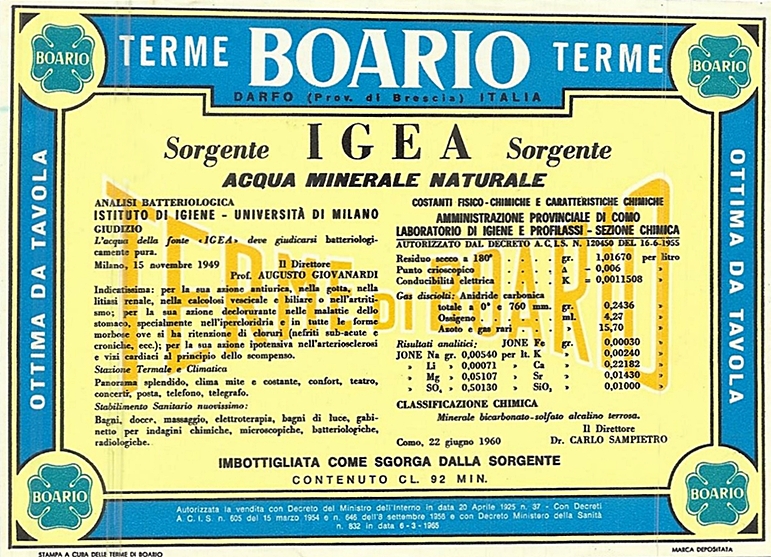 BOARIO
TERME BOARIO TERME
BOARIO
DARFO (Prov. di Brescia) ITALIA
OTTIMA DA TAVOLA
OTTIMA DA TAVOLA
TERME DI BOARIO
Sorgente IGEA Sorgente
ACQUA MINERALE NATURALE
ANALISI BATTERIOLOGICA
ISTITUTO DI IGIENE - UNIVERSITÀ DI MILANO
GIUDIZIO
L'acqua della fonte «IGEA» deve giudicarsi batteriologi-
camente pura.
Milano, 15 novembre 1949 Il Direttore
Prof. AUGUSTO GIOVANARDI
Indicatissima: per la sua azione antiurica, nella gotta, nella
litiasi renale, nella calcolosi vescicale e biliare e nell'artriti-
smo; per la sua azione declorurante nelle malattie dello
stomaco, specialmente nell'ipercloridria e in tutte le forme
morbose ove si ha ritenzione di cloruri (nefriti sub-acute e
croniche, ecc.); per la sua azione ipotensiva nell'arteriosclerosi
e vizi cardiaci al principio dello scompenso.
Stazione Termale e Climatica
Panorama splendido, clima mite e costante, confort, teatro,
concerti, posta, telefono, telegrafo.
Stabilimento Sanitario nuovissimo:
Bagni, docce, massaggio, elettroterapia, bagni di luce, gabi-
netto per indagini chimiche, microscopiche, batteriologiche,
radiologiche.
COSTANTI FISICO-CHIMICHE E CARATTERISTICHE CHIMICHE
AMMINISTRAZIONE PROVINCIALE DI COMO
LABORATORIO DI IGIENE E PROFILASSI - SEZIONE CHIMICA
AUTORIZZATO DAL DECRETO A.C.I.S. N. 120450 DEL 16-6-1955
Residuo secco a 180° . . . . gr. 1,01670 per litro
Punto crioscopico . . . . Δ - 0,006 »
Conducibilità elettrica . . . . K = 0,0011508 »
Gas disciolti: Anidride carbonica
totale a 0° e 760 mm. . gr. 0,2436 »
Ossigeno . . . . ml. 4,27 »
Azoto e gas rari . . » 15,70 »
Risultati analitici: JONE Fe gr. 0,00030 »
JONE Na gr. 0,00540 per lt. K » 0,00240 »
» Li » 0,00071 » Ca » 0,22182 »
» Mg » 0,05107 » Sr » 0,01430 »
» SO₄ » 0,50130 » SiO₂ » 0,01000 »
CLASSIFICAZIONE CHIMICA
Minerale bicarbonato-solfato alcalino terrosa.
Il Direttore
Como, 22 giugno 1960 Dr. CARLO SAMPIETRO
IMBOTTIGLIATA COME SGORGA DALLA SORGENTE
CONTENUTO CL. 92 MIN.
BOARIO
BOARIO
Autorizzata la vendita con Decreto del Ministro dell'Interno in data 20 Aprile 1925 n. 37 - Con Decreti
A. C. I. S. n. 605 del 15 marzo 1954 e n. 646 dell'8 settembre 1955 e con Decreto Ministero della Sanità
n. 832 in data 6-3-1965
STAMPA A CURA DELLE TERME DI BOARIO
MARCA DEPOSITATA